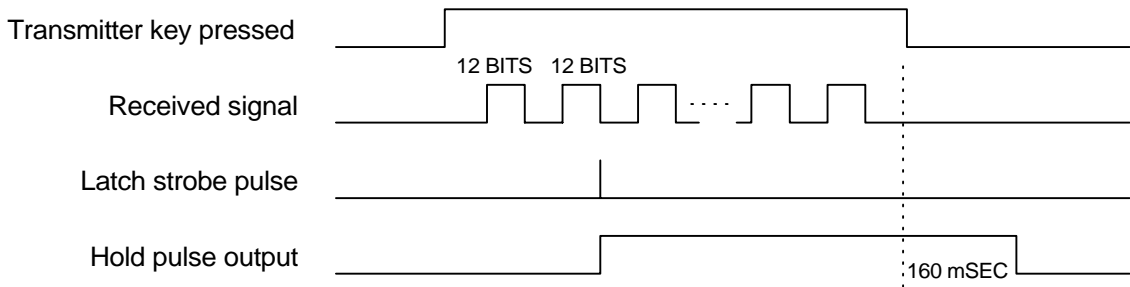 Transmitter key pressed
12 BITS 12 BITS
Received signal
Latch strobe pulse
Hold pulse output
160 mSEC